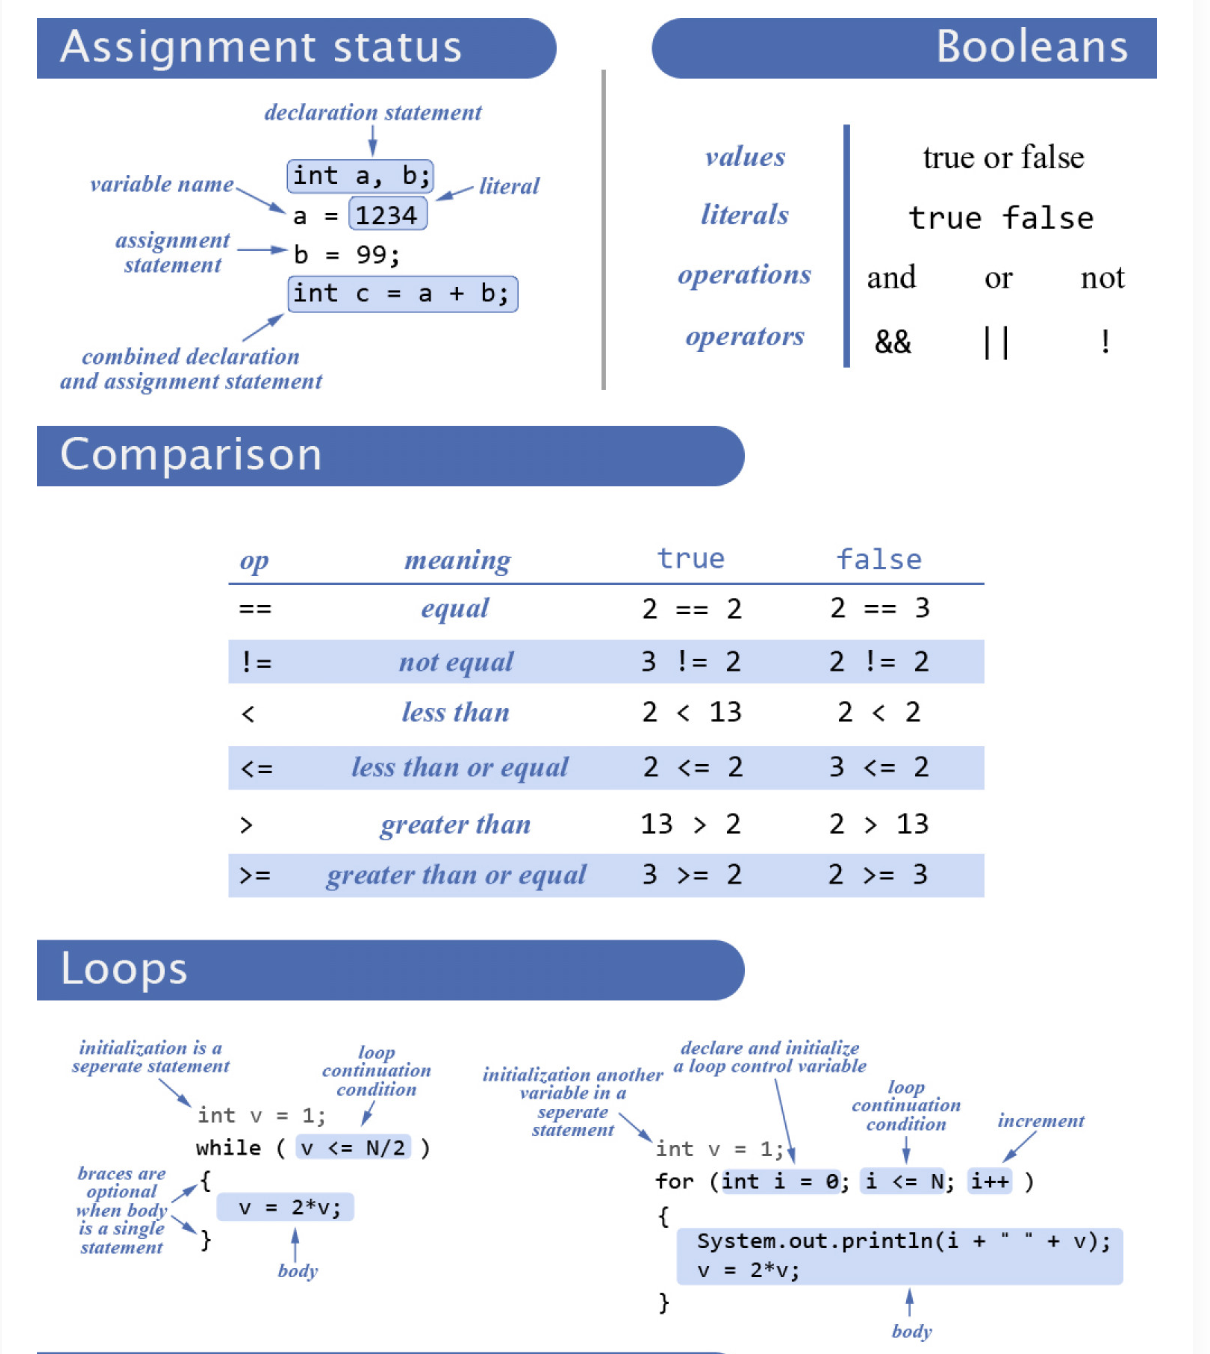 Assignment status
declaration statement
int a, b;
variable name
literal
a = 1234
assignment
statement
b = 99;
int c = a + b;
combined declaration
and assignment statement
Booleans
values true or false
literals true false
operations and or not
operators && || !
Comparison
op meaning true false
== equal 2 == 2 2 == 3
!= not equal 3 != 2 2 != 2
< less than 2 < 13 2 < 2
<= less than or equal 2 <= 2 3 <= 2
> greater than 13 > 2 2 > 13
>= greater than or equal 3 >= 2 2 >= 3
Loops
initialization is a
seperate statement
loop
continuation
condition
int v = 1;
while ( v <= N/2 )
braces are
optional
when body
is a single
statement
{
v = 2*v;
}
body
initialization another
variable in a
seperate
statement
declare and initialize
a loop control variable
loop
continuation
condition
increment
int v = 1;
for (int i = 0; i <= N; i++ )
{
System.out.println(i + " " + v);
v = 2*v;
}
body